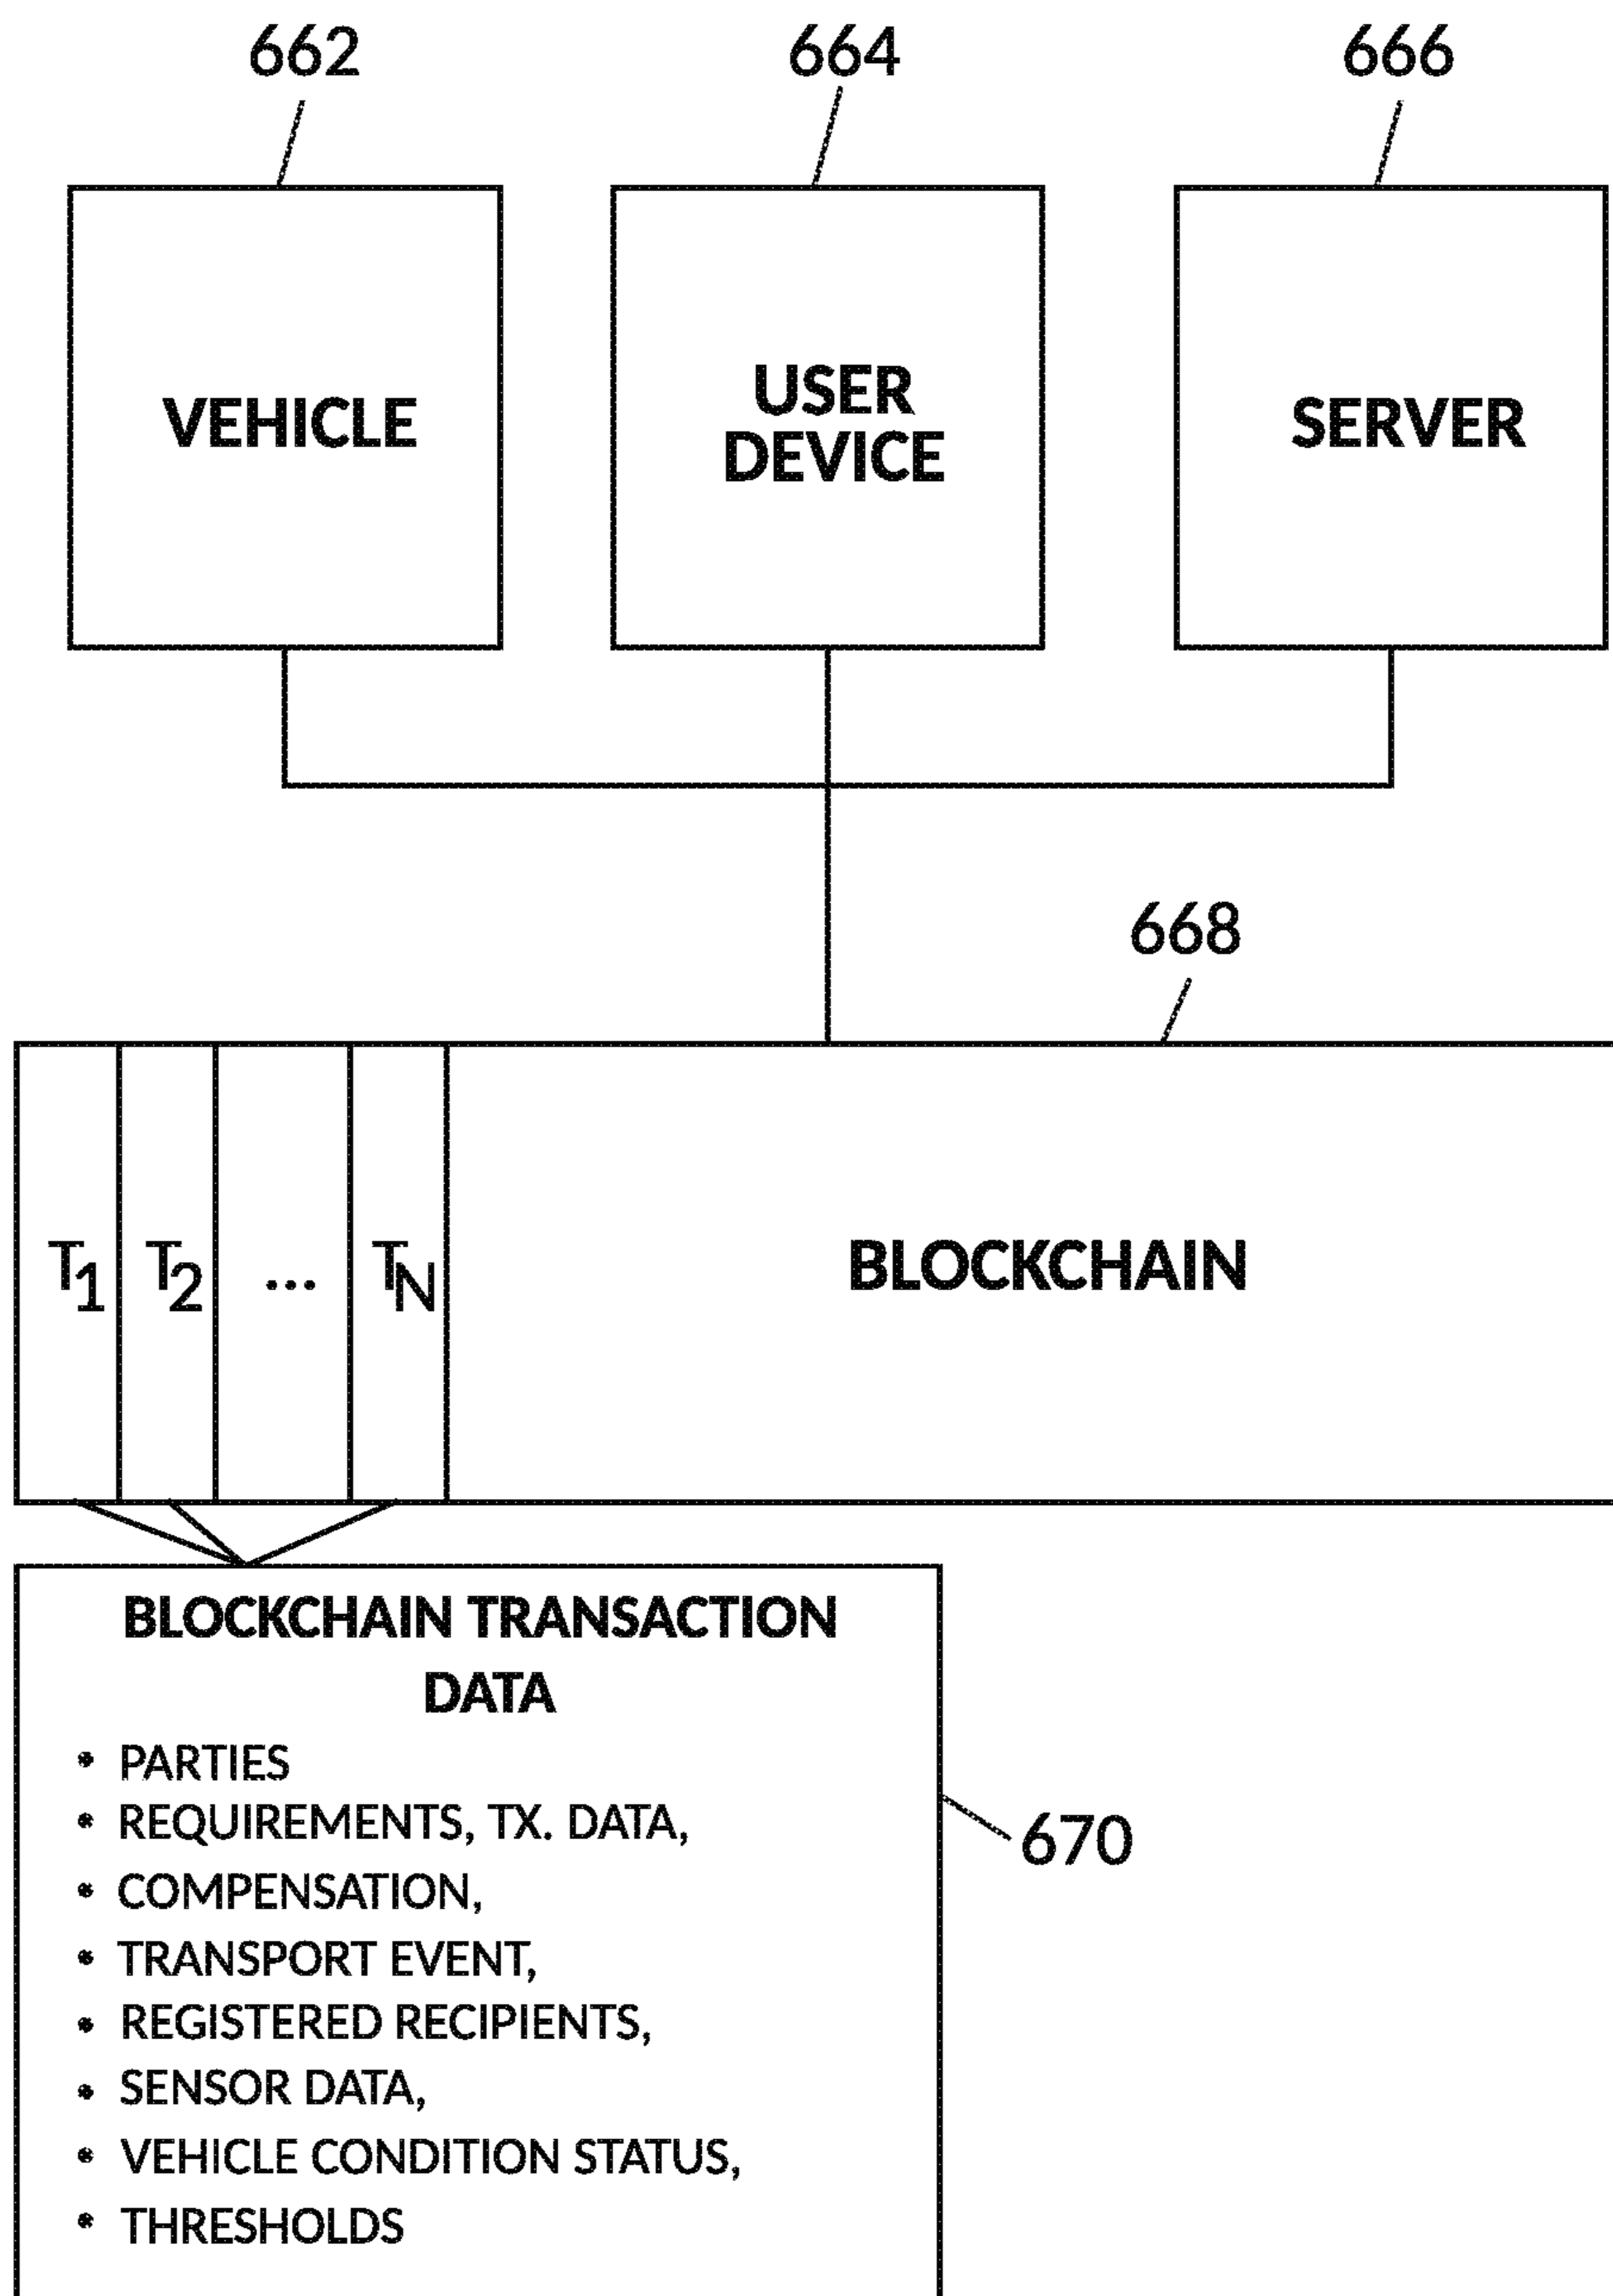 662 664 666
VEHICLE
USER
DEVICE
SERVER
668
T1 T2 ... TN BLOCKCHAIN
BLOCKCHAIN TRANSACTION
DATA
• PARTIES
• REQUIREMENTS, TX. DATA,
• COMPENSATION,
• TRANSPORT EVENT,
• REGISTERED RECIPIENTS,
• SENSOR DATA,
• VEHICLE CONDITION STATUS,
• THRESHOLDS
670